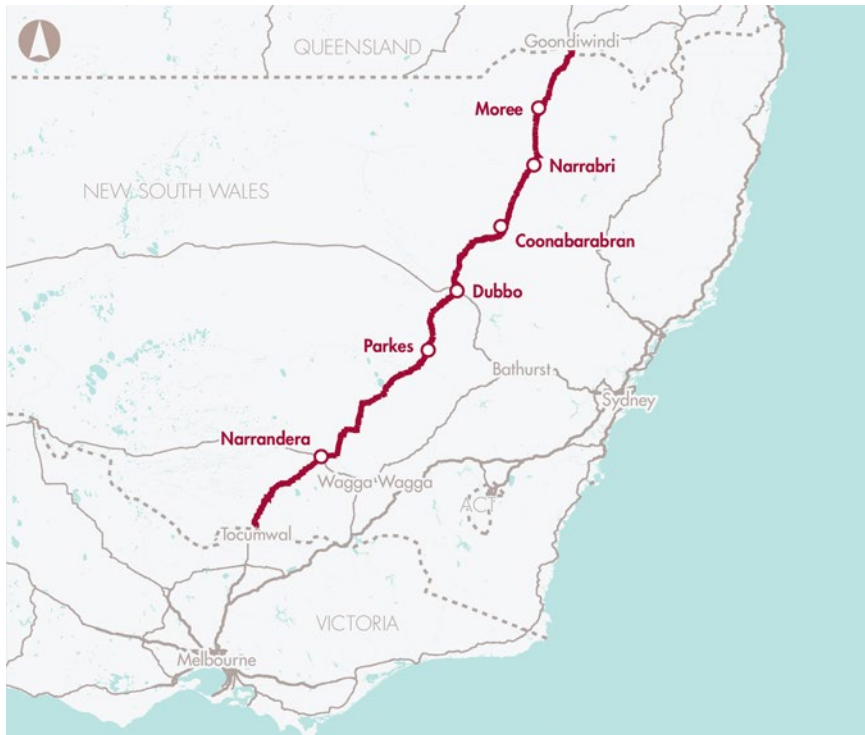 QUEENSLAND
Goondiwindi
Moree
Narrabri
NEW SOUTH WALES
Coonabarabran
Dubbo
Parkes
Bathurst
Sydney
Narrandera
Wagga Wagga
ACT
Tocumwal
VICTORIA
Melbourne